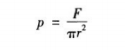 p = F / πr²